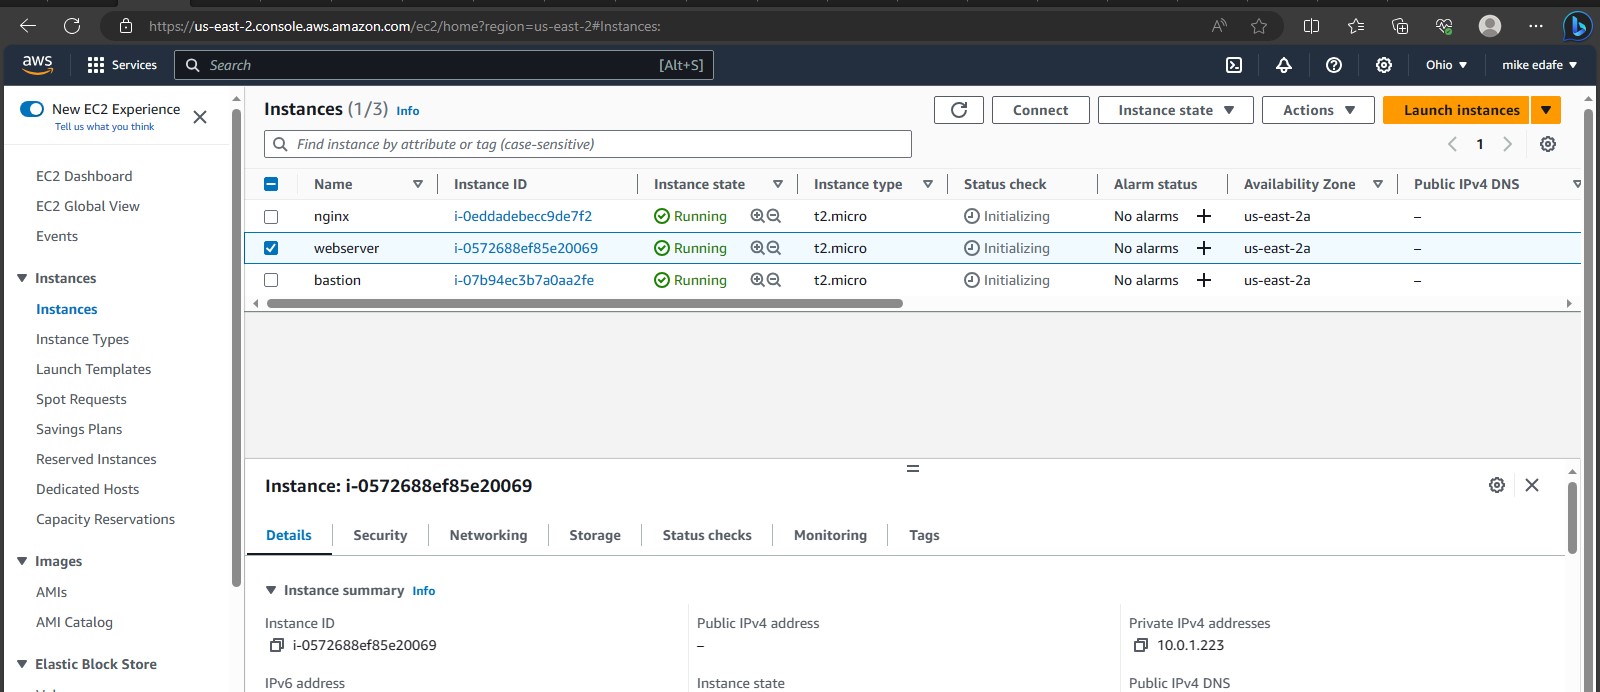 https://us-east-2.console.aws.amazon.com/ec2/home?region=us-east-2#Instances:
aws Services Search [Alt+S] Ohio mike edafe
New EC2 Experience
Tell us what you think
EC2 Dashboard
EC2 Global View
Events
Instances
Instances
Instance Types
Launch Templates
Spot Requests
Savings Plans
Reserved Instances
Dedicated Hosts
Capacity Reservations
Images
AMIs
AMI Catalog
Elastic Block Store
Instances (1/3) Info Connect Instance state Actions Launch instances
Find instance by attribute or tag (case-sensitive) 1
Name Instance ID Instance state Instance type Status check Alarm status Availability Zone Public IPv4 DNS
nginx i-0eddadebecc9de7f2 Running t2.micro Initializing No alarms + us-east-2a –
webserver i-0572688ef85e20069 Running t2.micro Initializing No alarms + us-east-2a –
bastion i-07b94ec3b7a0aa2fe Running t2.micro Initializing No alarms + us-east-2a –
Instance: i-0572688ef85e20069
Details Security Networking Storage Status checks Monitoring Tags
Instance summary Info
Instance ID Public IPv4 address Private IPv4 addresses
i-0572688ef85e20069 – 10.0.1.223
IPv6 address Instance state Public IPv4 DNS